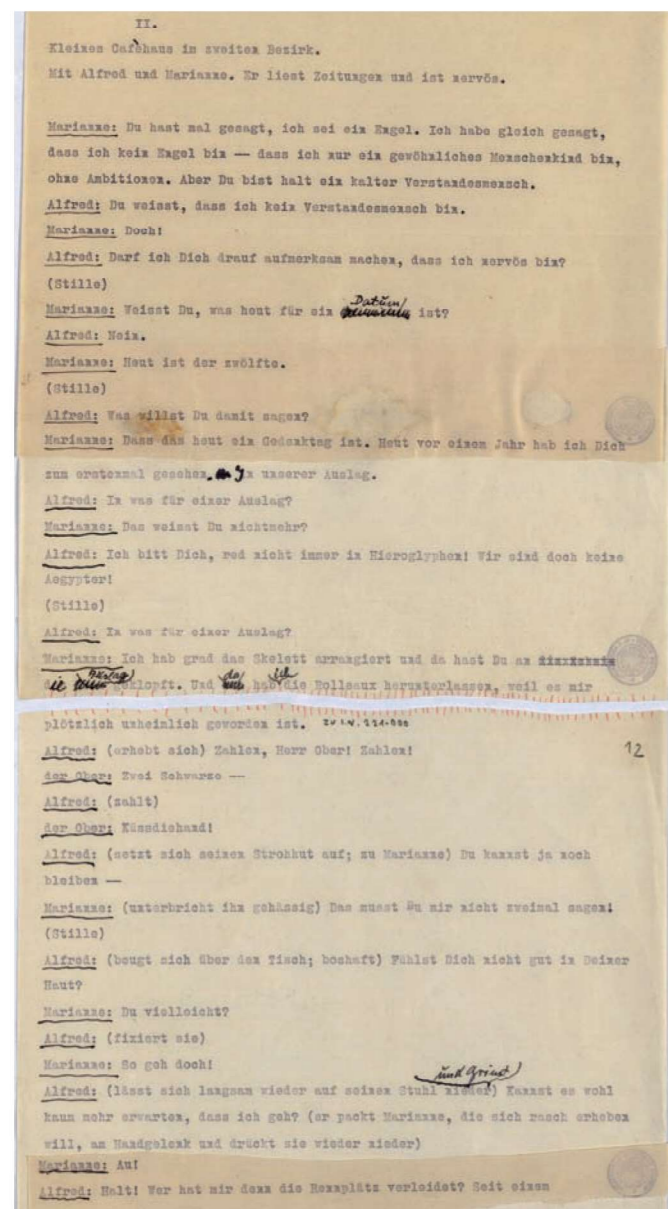 II.
Kleines Caféhaus im zweiten Bezirk.
Mit Alfred und Marianne. Er liest Zeitungen und ist nervös.
Marianne: Du hast mal gesagt, ich sei ein Engel. Ich habe gleich gesagt,
dass ich kein Engel bin — dass ich nur ein gewöhnliches Menschenkind bin,
ohne Ambitionen. Aber Du bist halt ein kalter Verstandesmensch.
Alfred: Du weisst, dass ich kein Verstandesmensch bin.
Marianne: Doch!
Alfred: Darf ich Dich drauf aufmerksam machen, dass ich nervös bin?
(Stille)
Marianne: Weisst Du, was heut für ein Datum ist?
Alfred: Nein.
Marianne: Heut ist der zwölfte.
(Stille)
Alfred: Was willst Du damit sagen?
Marianne: Dass das heut ein Gedenktag ist. Heut vor einem Jahr hab ich Dich
zum erstenmal gesehen. In unserer Auslag.
Alfred: In was für einer Auslag?
Marianne: Das weisst Du nichtmehr?
Alfred: Ich bitt Dich, red nicht immer in Hieroglyphen! Wir sind doch keine
Aegypter!
(Stille)
Alfred: In was für einer Auslag?
Marianne: Ich hab grad das Skelett arrangiert und da hast Du an
die Auslag geklopft. Und da hab ich die Rolleaux herunterlassen, weil es mir
plötzlich unheimlich geworden ist.
Alfred: (erhebt sich) Zahlen, Herr Ober! Zahlen! 12
der Ober: Zwei Schwarze —
Alfred: (zahlt)
der Ober: Küssdiehand!
Alfred: (setzt sich seinen Strohhut auf; zu Marianne) Du kannst ja noch
bleiben —
Marianne: (unterbricht ihn gehässig) Das musst Du mir nicht zweimal sagen!
(Stille)
Alfred: (beugt sich über den Tisch; boshaft) Fühlst Dich nicht gut in Deiner
Haut?
Marianne: Du vielleicht?
Alfred: (fixiert sie)
Marianne: So geh doch!
Alfred: (lässt sich langsam wieder auf seinen Stuhl nieder und grinst) Kannst es wohl
kaum mehr erwarten, dass ich geh? (er packt Marianne, die sich rasch erheben
will, am Handgelenk und drückt sie wieder nieder)
Marianne: Au!
Alfred: Halt! Wer hat mir denn die Rennplätz verleidet? Seit einem